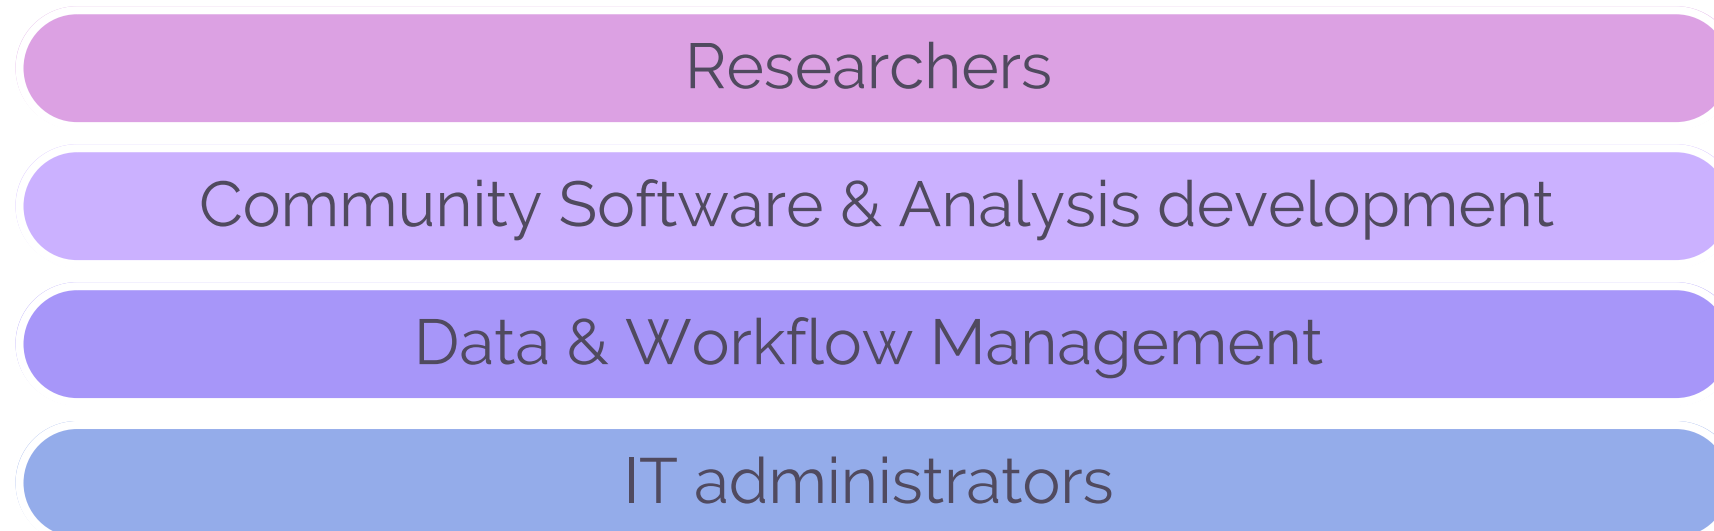 Researchers
Community Software & Analysis development
Data & Workflow Management
IT administrators